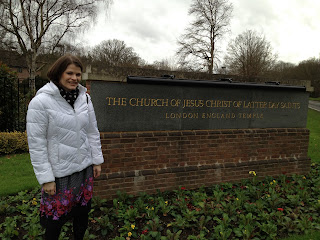 THE CHURCH OF JESUS CHRIST OF LATTER DAY SAINTS
LONDON ENGLAND TEMPLE